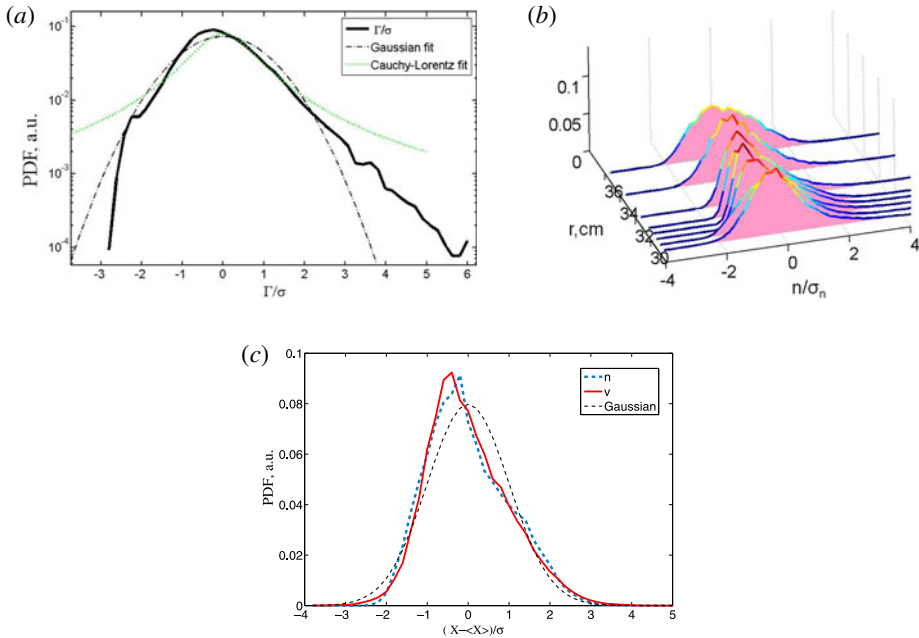 (a)
10⁻¹
10⁻²
10⁻³
10⁻⁴
PDF, a.u.
Γ/σ
Gaussian fit
Cauchy-Lorentz fit
-3 -2 -1 0 1 2 3 4 5 6
Γ/σ
(b)
0.1
0.05
0
36
34
32
30
r,cm
-4 -2 0 2 4
n/σₙ
(c)
0.1
0.08
0.06
0.04
0.02
0
PDF, a.u.
n
v
Gaussian
−4 −3 −2 −1 0 1 2 3 4 5
( X−<X>)/σ